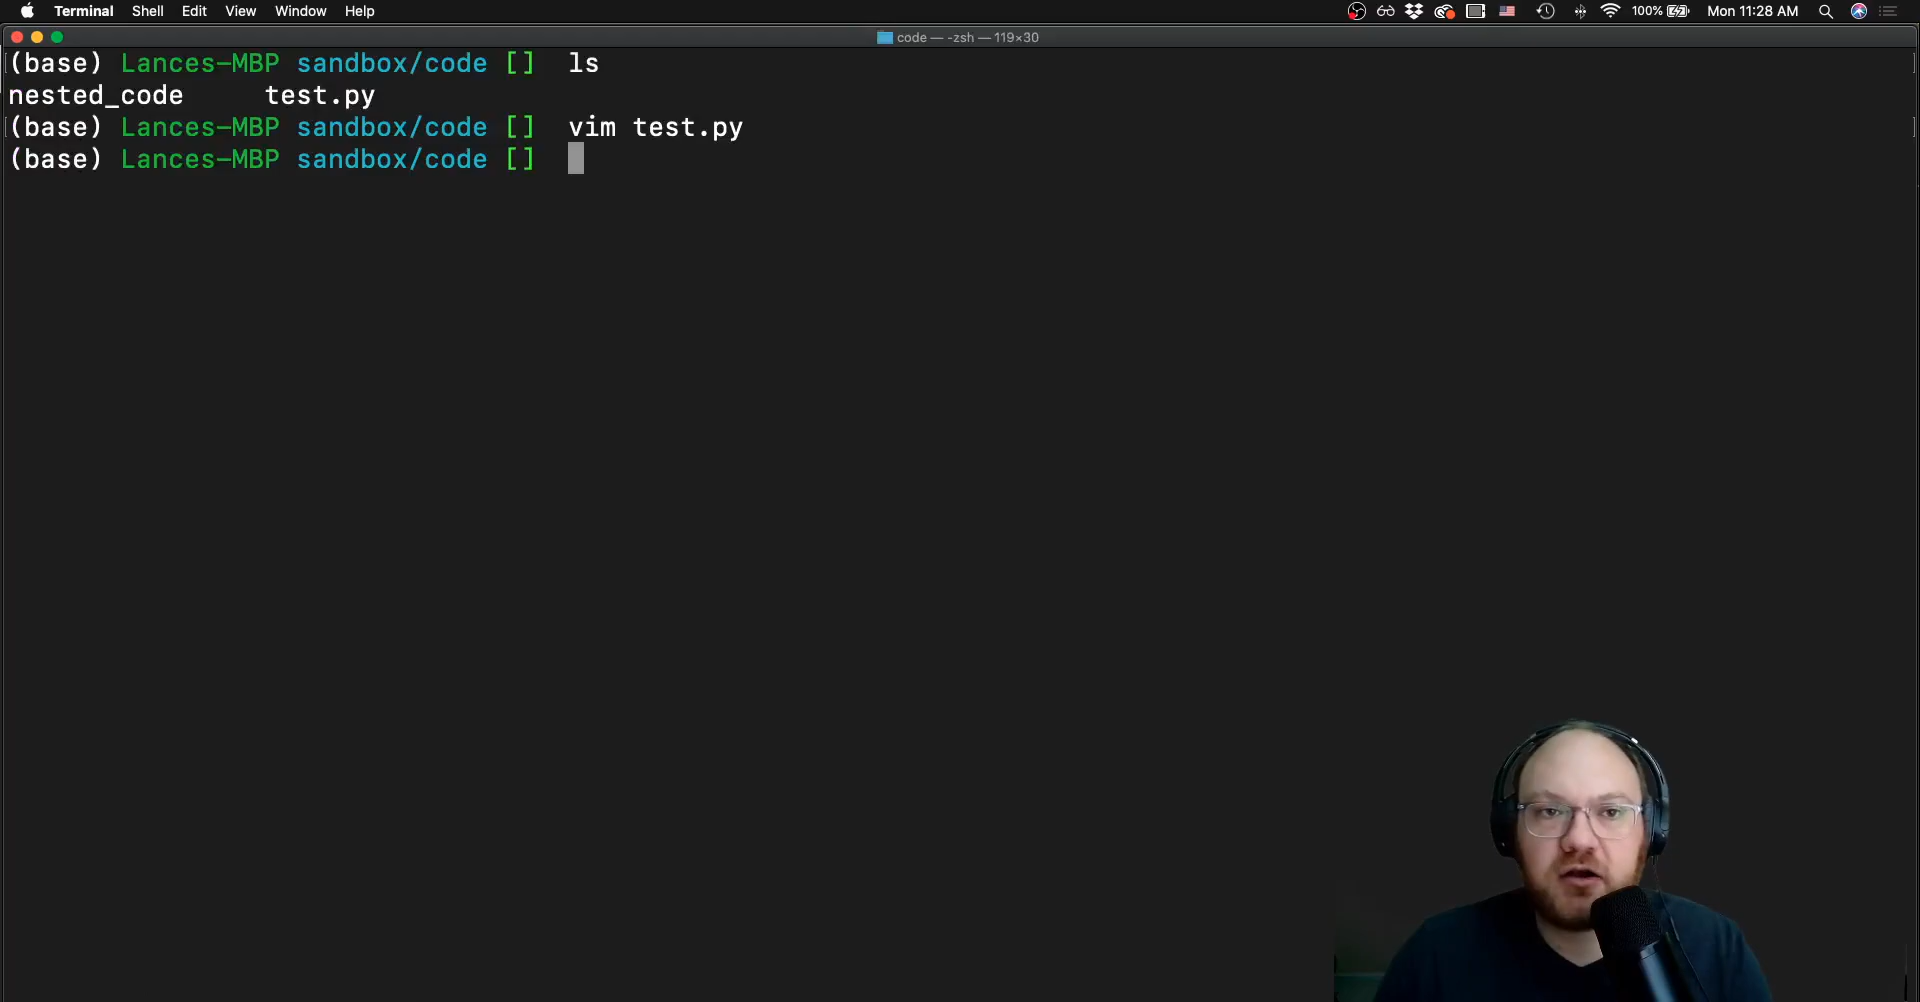 Terminal Shell Edit View Window Help 100% Mon 11:28 AM
code — -zsh — 119×30
(base) Lances-MBP sandbox/code [] ls
nested_code test.py
(base) Lances-MBP sandbox/code [] vim test.py
(base) Lances-MBP sandbox/code []